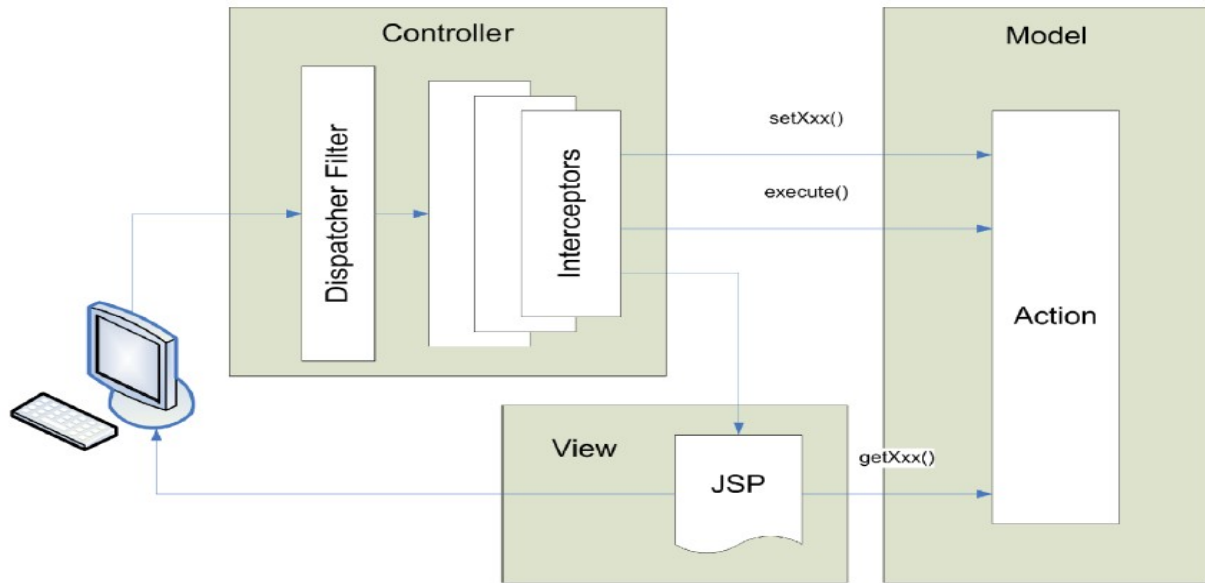 Controller
Model
Dispatcher Filter
Interceptors
setXxx()
execute()
Action
View
JSP
getXxx()